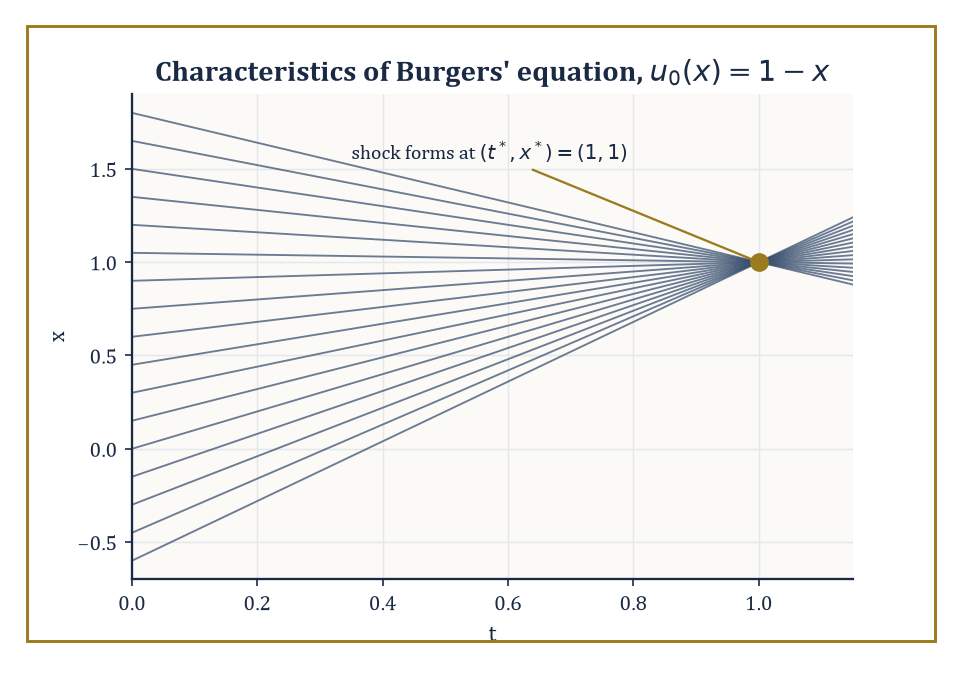 Characteristics of Burgers' equation, u₀(x) = 1 − x
shock forms at (t*, x*) = (1, 1)
1.5
1.0
0.5
0.0
−0.5
x
0.0 0.2 0.4 0.6 0.8 1.0
t